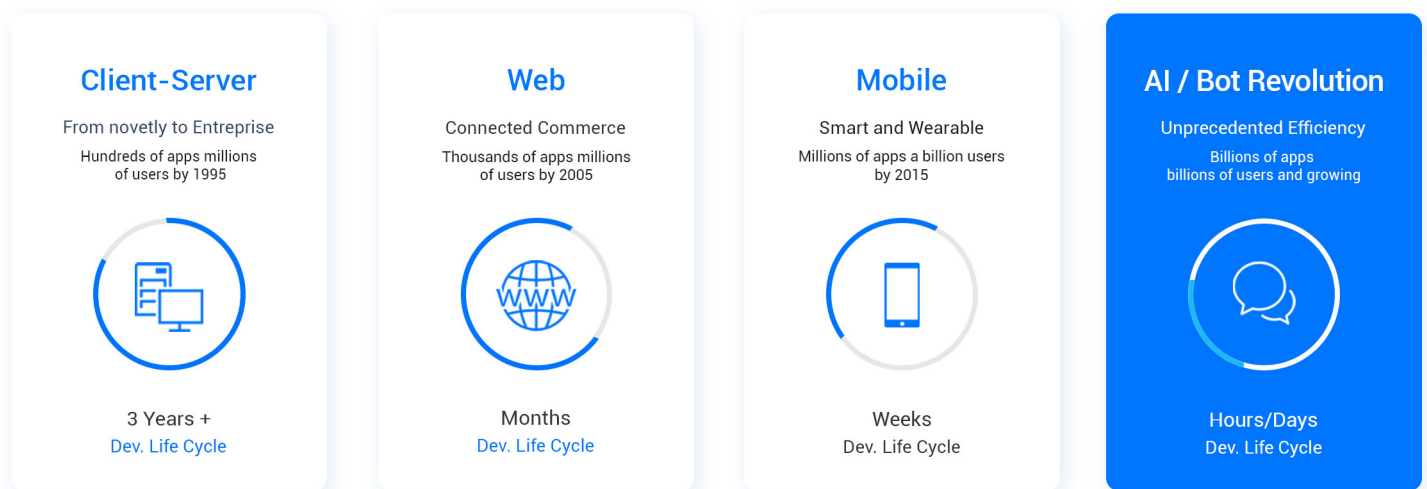 Client-Server
From novetly to Entreprise
Hundreds of apps millions
of users by 1995
3 Years +
Dev. Life Cycle
Web
Connected Commerce
Thousands of apps millions
of users by 2005
WWW
Months
Dev. Life Cycle
Mobile
Smart and Wearable
Millions of apps a billion users
by 2015
Weeks
Dev. Life Cycle
AI / Bot Revolution
Unprecedented Efficiency
Billions of apps
billions of users and growing
Hours/Days
Dev. Life Cycle